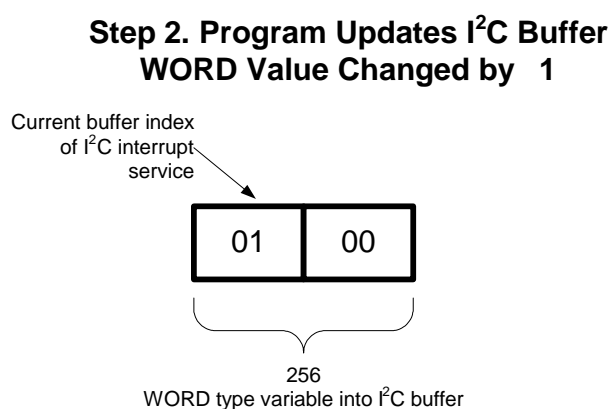 Step 2. Program Updates I²C Buffer
WORD Value Changed by 1
Current buffer index
of I²C interrupt
service
01 00
256
WORD type variable into I²C buffer